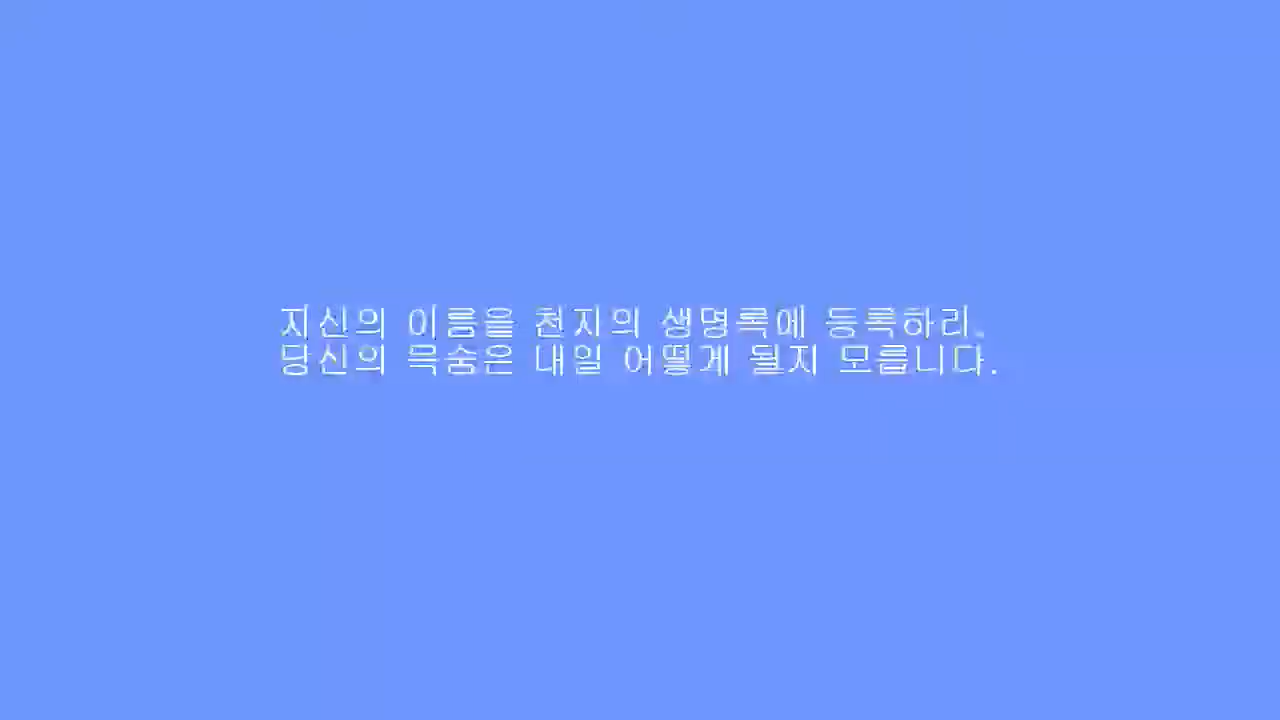 자신의 이름을 천지의 생명록에 등록하리.
당신의 목숨은 내일 어떻게 될지 모릅니다.